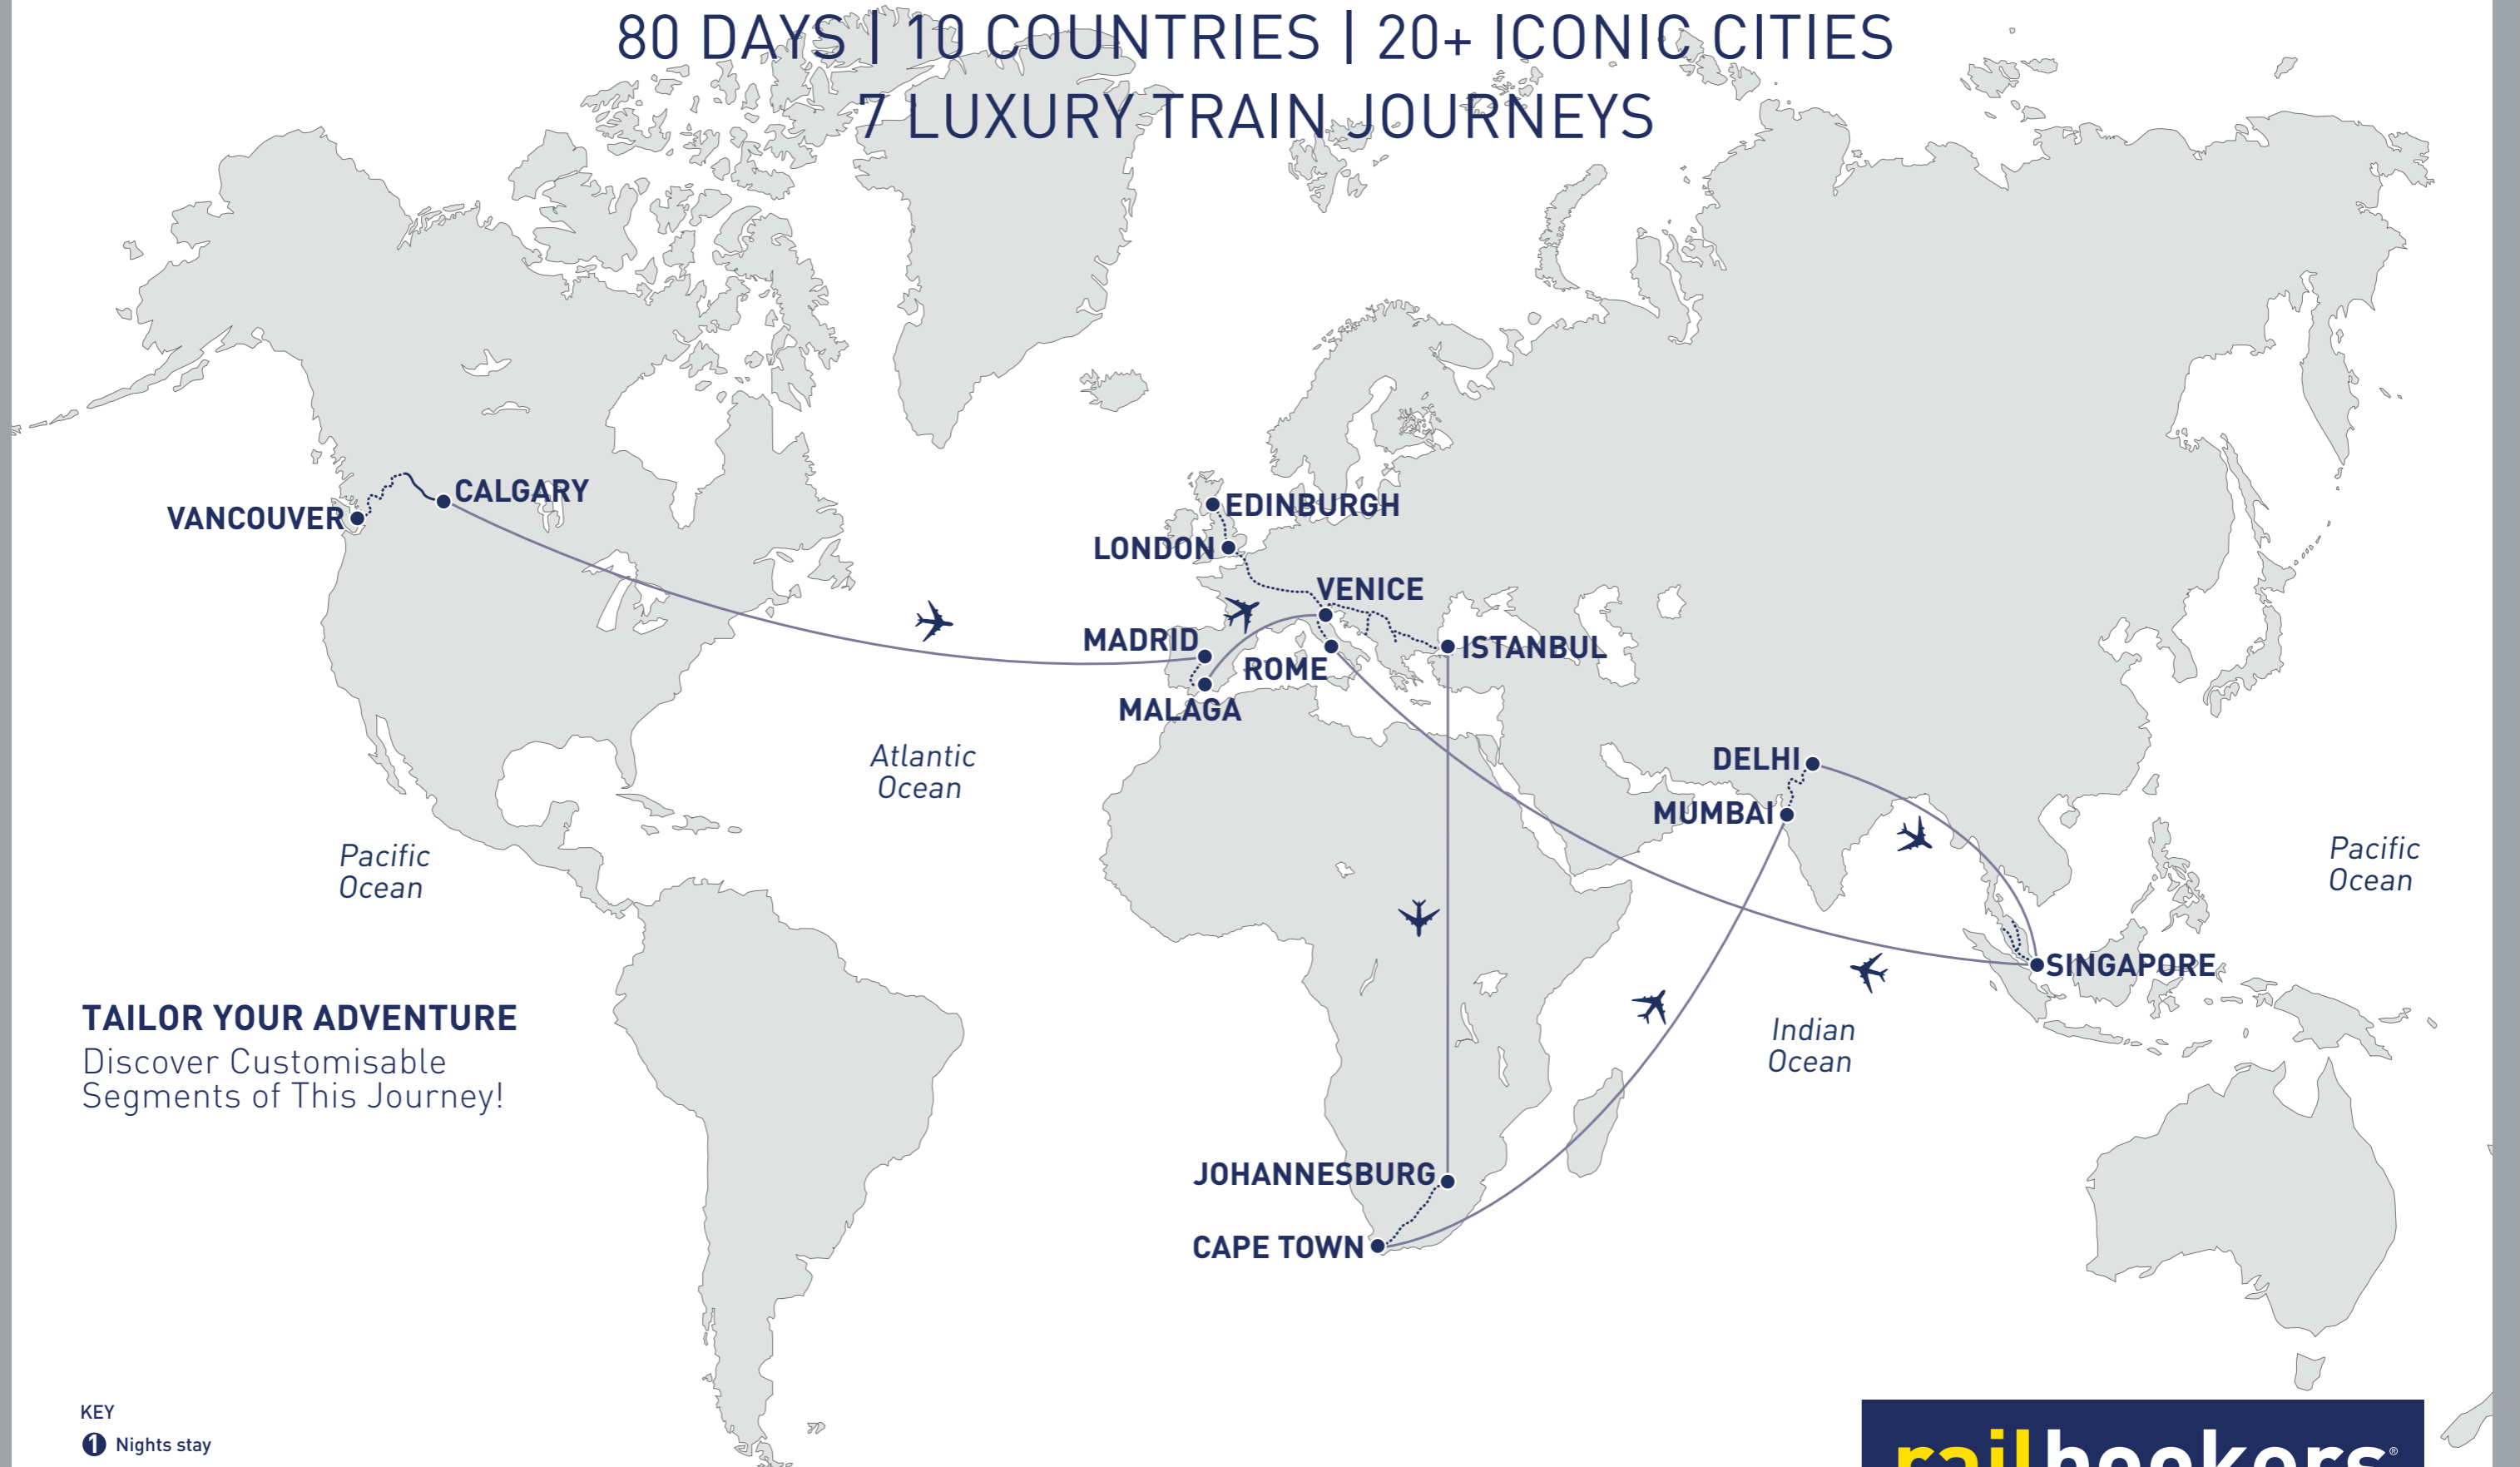 80 DAYS | 10 COUNTRIES | 20+ ICONIC CITIES
7 LUXURY TRAIN JOURNEYS
CALGARY
VANCOUVER
EDINBURGH
LONDON
VENICE
MADRID
ISTANBUL
ROME
MALAGA
Atlantic
Ocean
DELHI
MUMBAI
Pacific
Ocean
Pacific
Ocean
SINGAPORE
TAILOR YOUR ADVENTURE
Discover Customisable
Segments of This Journey!
Indian
Ocean
JOHANNESBURG
CAPE TOWN
KEY
1 Nights stay
railbookers®